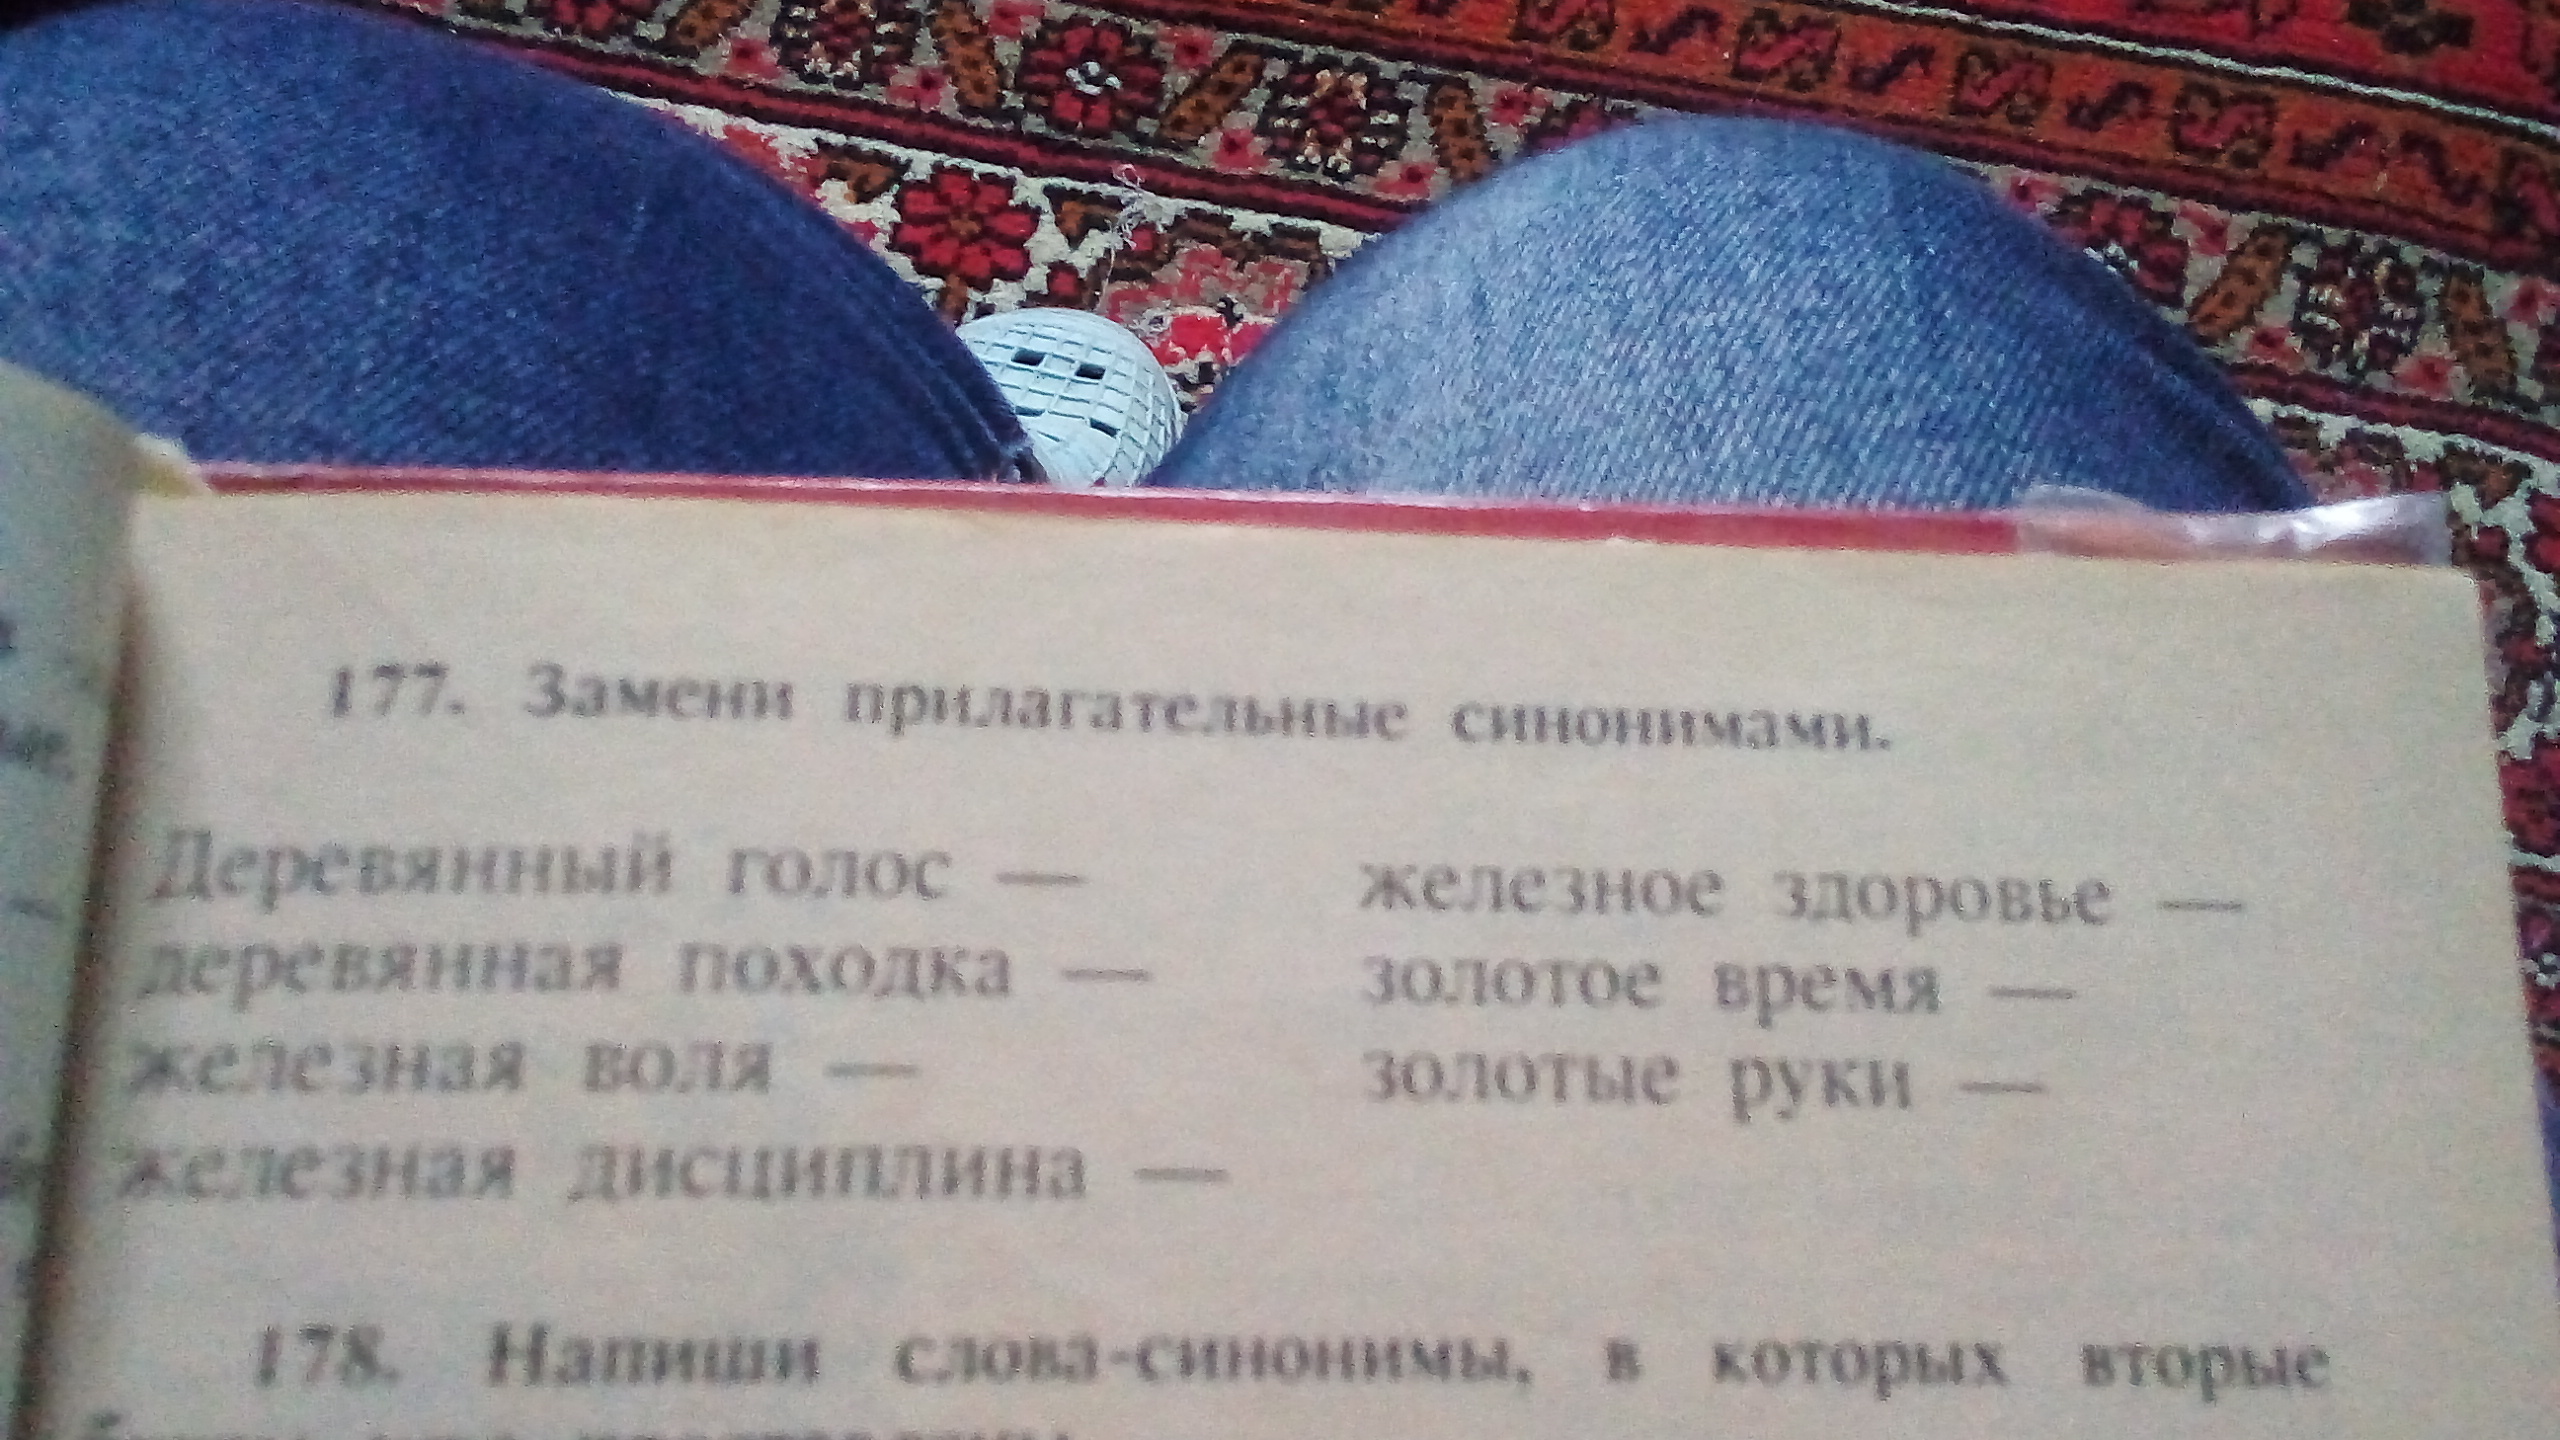 177. Замени прилагательные синонимами.
Деревянный голос —
деревянная походка —
железная воля —
железная дисциплина —
железное здоровье —
золотое время —
золотые руки —
178. Напиши слова-синонимы, в которых вторые